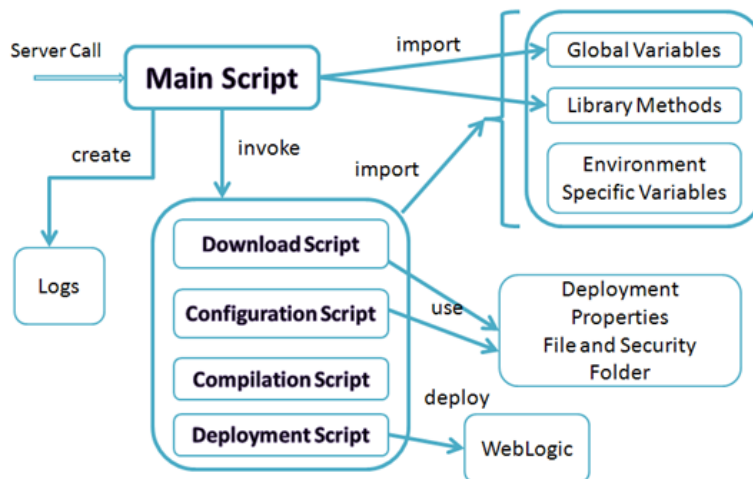 Server Call
Main Script
import
Global Variables
Library Methods
Environment
Specific Variables
create
invoke
import
Logs
Download Script
Configuration Script
Compilation Script
Deployment Script
use
Deployment
Properties
File and Security
Folder
deploy
WebLogic